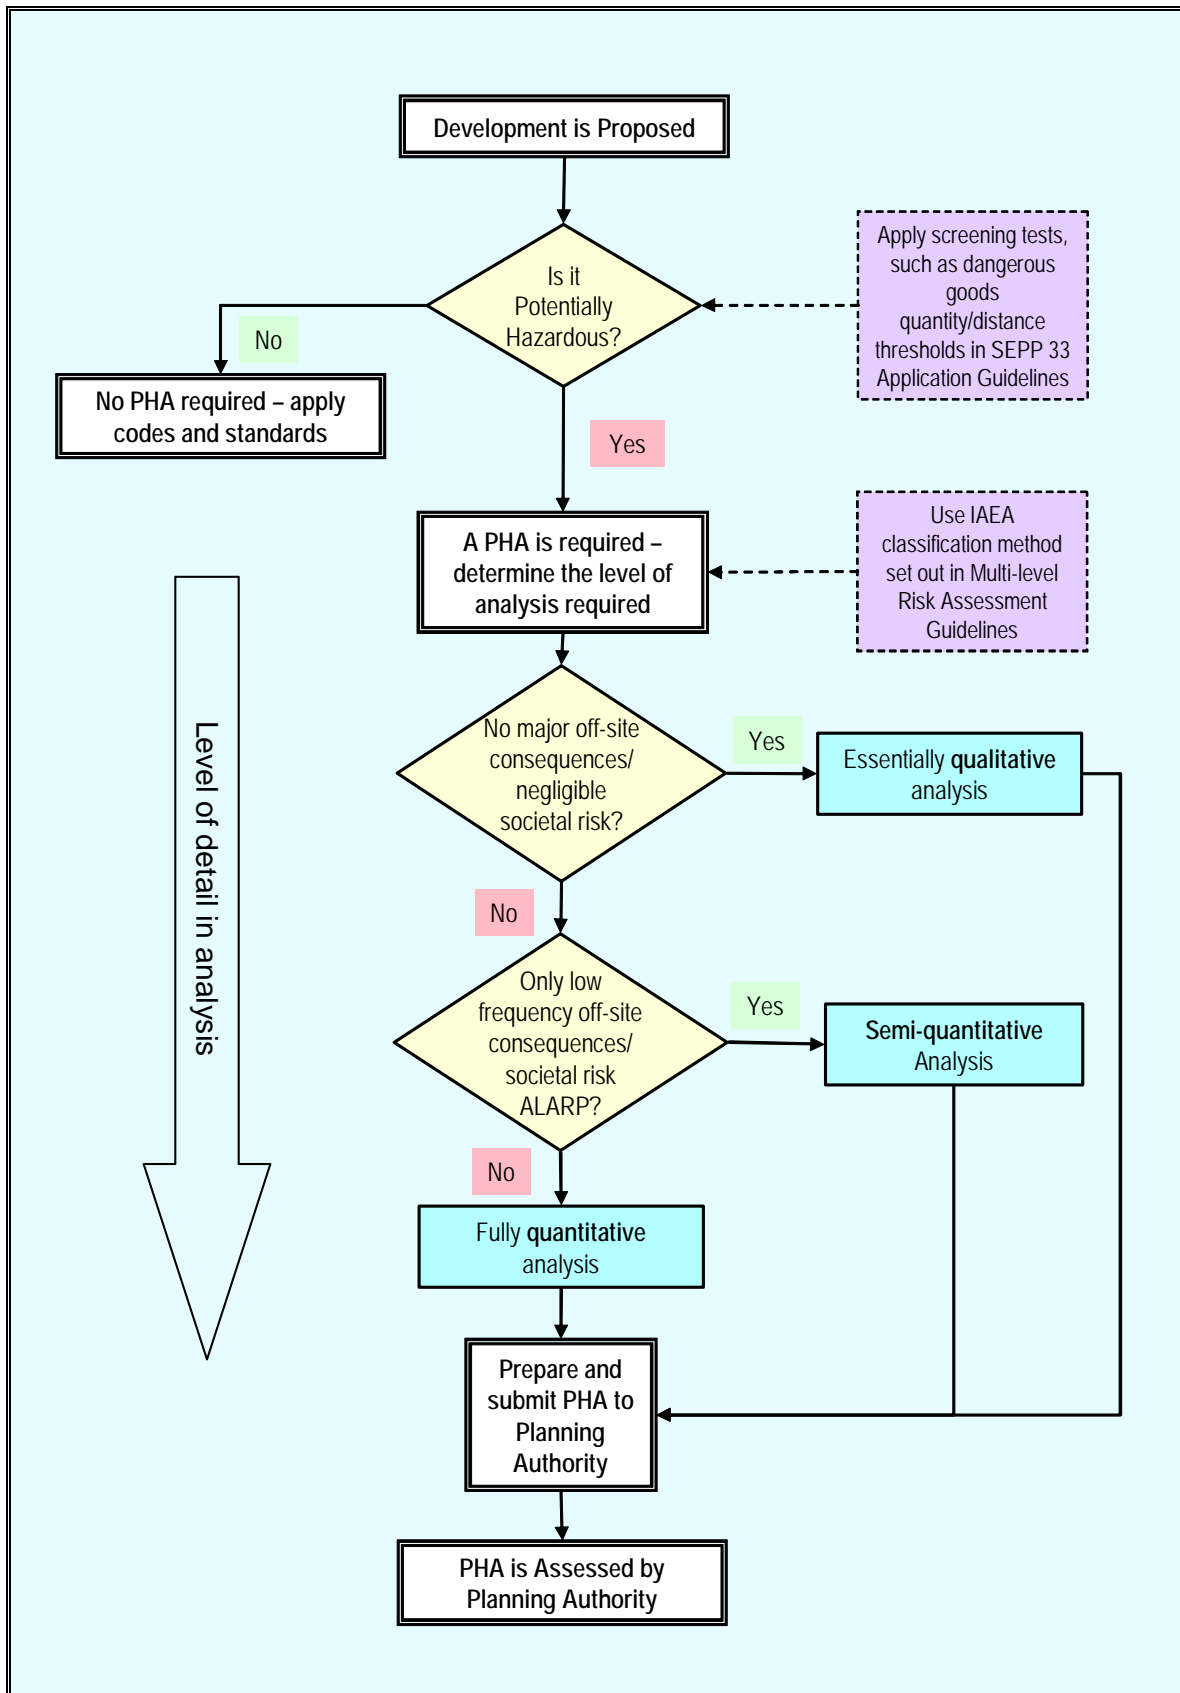 Development is Proposed
Is it
Potentially
Hazardous?
Apply screening tests,
such as dangerous
goods
quantity/distance
thresholds in SEPP 33
Application Guidelines
No
No PHA required – apply
codes and standards
Yes
A PHA is required –
determine the level of
analysis required
Use IAEA
classification method
set out in Multi-level
Risk Assessment
Guidelines
Level of detail in analysis
No major off-site
consequences/
negligible
societal risk?
Yes
Essentially qualitative
analysis
No
Only low
frequency off-site
consequences/
societal risk
ALARP?
Yes
Semi-quantitative
Analysis
No
Fully quantitative
analysis
Prepare and
submit PHA to
Planning
Authority
PHA is Assessed by
Planning Authority